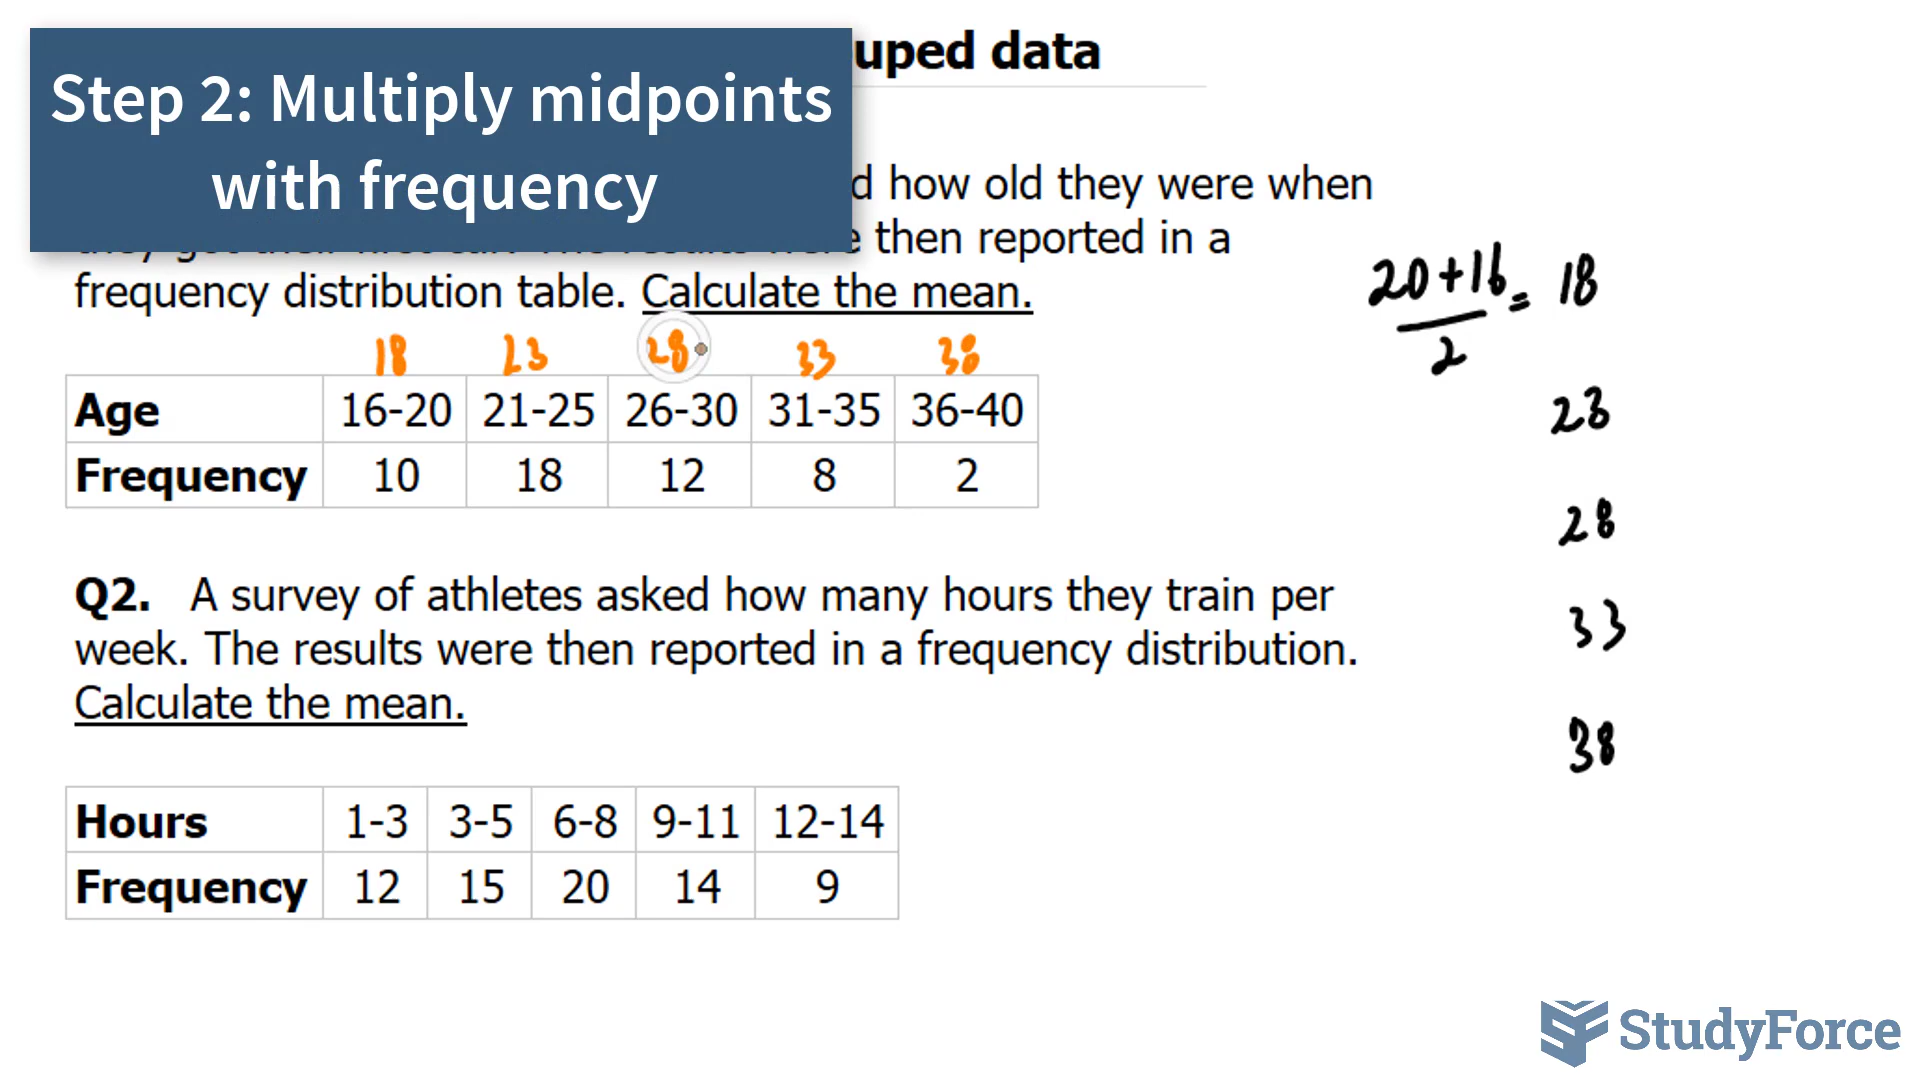 uped data
Step 2: Multiply midpoints
with frequency
d how old they were when
then reported in a
frequency distribution table. Calculate the mean.
18 23 28 33 38
Age 16-20 21-25 26-30 31-35 36-40
Frequency 10 18 12 8 2
20+16 = 18
2
23
28
33
38
Q2. A survey of athletes asked how many hours they train per
week. The results were then reported in a frequency distribution.
Calculate the mean.
Hours 1-3 3-5 6-8 9-11 12-14
Frequency 12 15 20 14 9
StudyForce